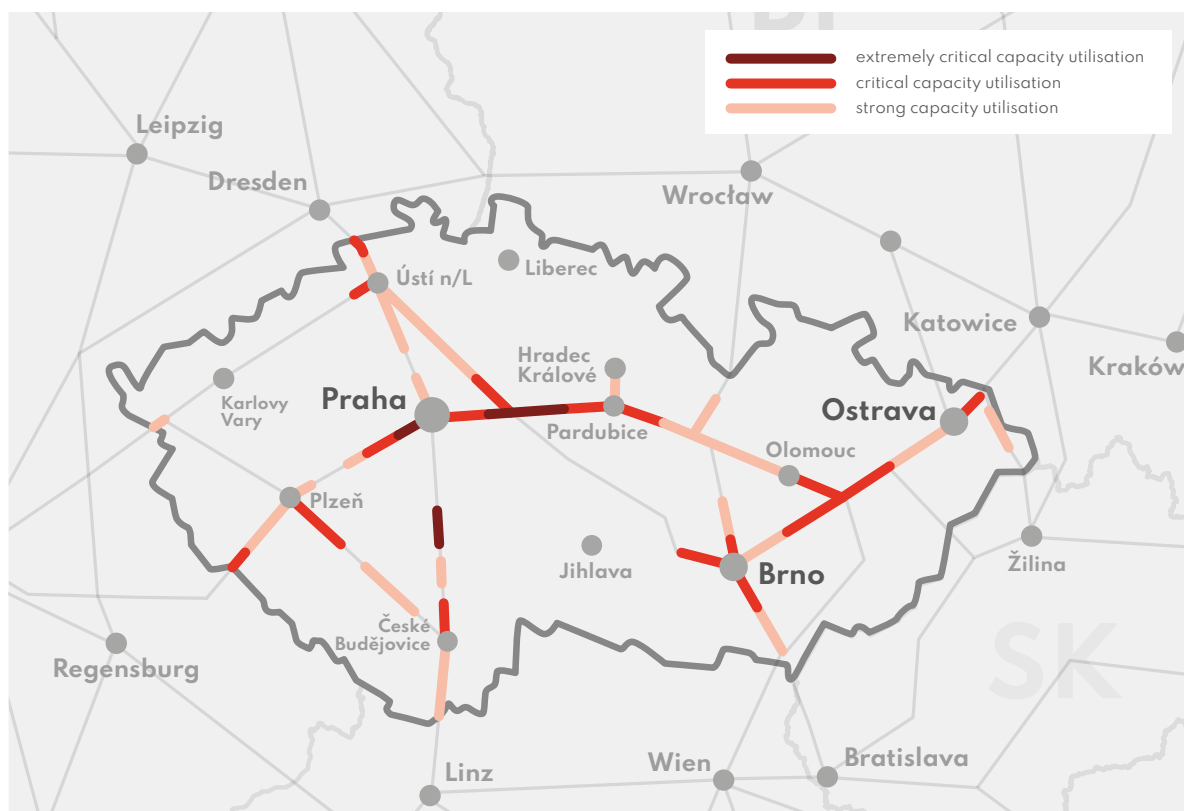 PL
extremely critical capacity utilisation
critical capacity utilisation
strong capacity utilisation
Leipzig
Dresden
Wrocław
Ústí n/L
Liberec
Katowice
Kraków
Hradec
Králové
Karlovy
Vary
Praha
Ostrava
Pardubice
Olomouc
Plzeň
Jihlava
Brno
Žilina
České
Budějovice
Regensburg
SK
Linz
Wien
Bratislava